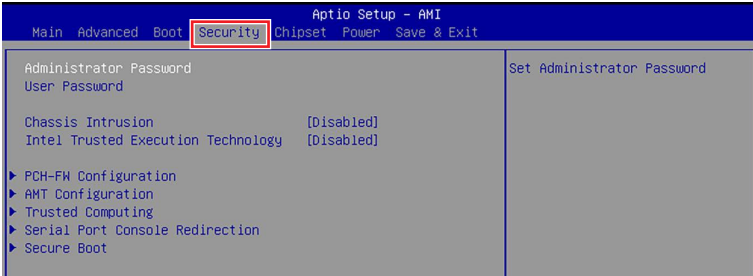 Aptio Setup – AMI
Main Advanced Boot Security Chipset Power Save & Exit
Administrator Password
Set Administrator Password
User Password
Chassis Intrusion [Disabled]
Intel Trusted Execution Technology [Disabled]
PCH-FW Configuration
AMT Configuration
Trusted Computing
Serial Port Console Redirection
Secure Boot